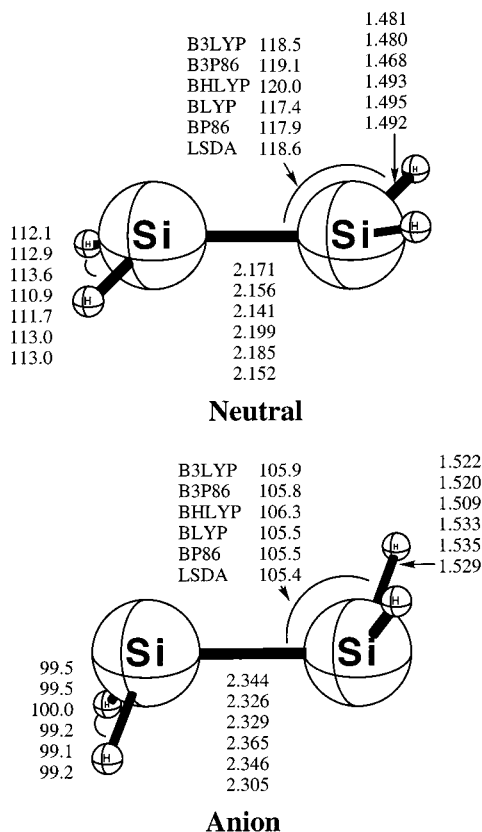 1.481
1.480
1.468
1.493
1.495
1.492
B3LYP 118.5
B3P86 119.1
BHLYP 120.0
BLYP 117.4
BP86 117.9
LSDA 118.6
H
H
Si
Si
H
H
112.1
112.9
113.6
110.9
111.7
113.0
113.0
2.171
2.156
2.141
2.199
2.185
2.152
Neutral
B3LYP 105.9
B3P86 105.8
BHLYP 106.3
BLYP 105.5
BP86 105.5
LSDA 105.4
1.522
1.520
1.509
1.533
1.535
1.529
H
H
Si
Si
H
H
99.5
99.5
100.0
99.2
99.1
99.2
2.344
2.326
2.329
2.365
2.346
2.305
Anion